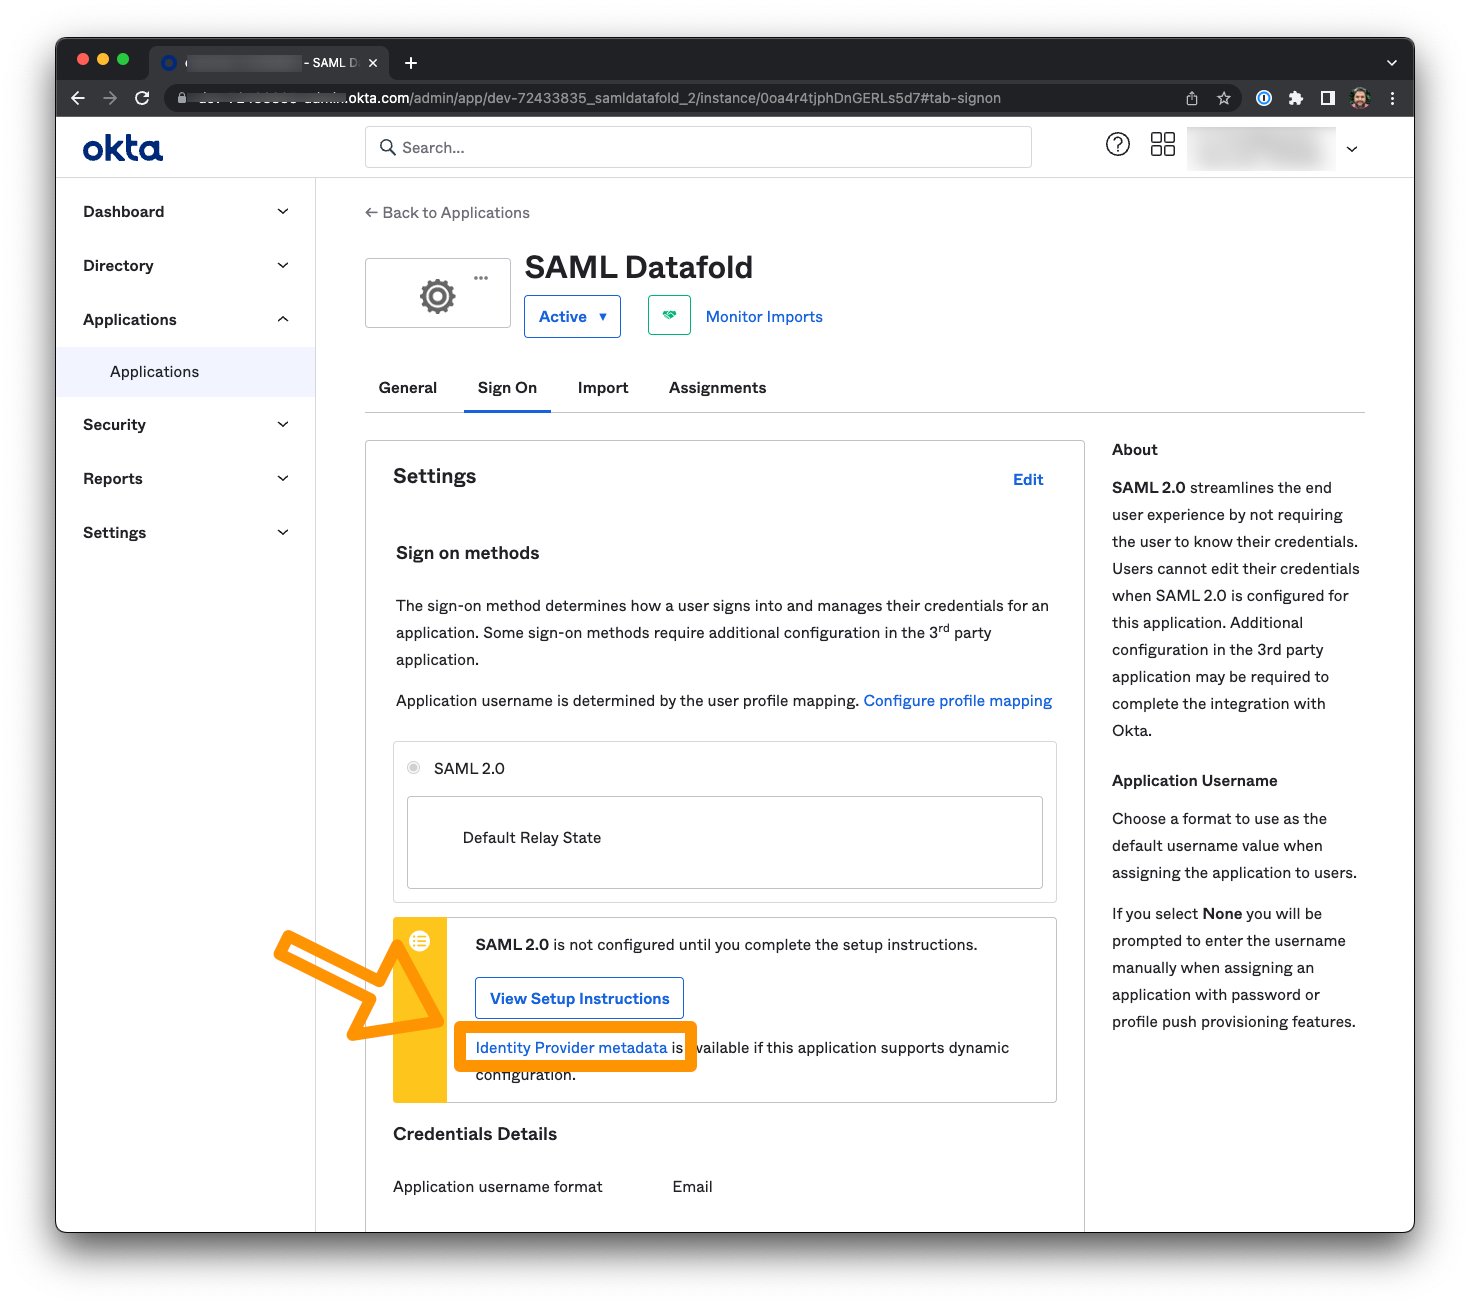 - SAML D
okta.com/admin/app/dev-72433835_samldatafold_2/instance/0oa4r4tjphDnGERLs5d7#tab-signon
okta
Search...
Dashboard
Directory
Applications
Applications
Security
Reports
Settings
← Back to Applications
SAML Datafold
Active
Monitor Imports
General Sign On Import Assignments
Settings
Edit
Sign on methods
The sign-on method determines how a user signs into and manages their credentials for an
application. Some sign-on methods require additional configuration in the 3rd party
application.
Application username is determined by the user profile mapping. Configure profile mapping
SAML 2.0
Default Relay State
SAML 2.0 is not configured until you complete the setup instructions.
View Setup Instructions
Identity Provider metadata is available if this application supports dynamic
configuration.
Credentials Details
Application username format Email
About
SAML 2.0 streamlines the end
user experience by not requiring
the user to know their credentials.
Users cannot edit their credentials
when SAML 2.0 is configured for
this application. Additional
configuration in the 3rd party
application may be required to
complete the integration with
Okta.
Application Username
Choose a format to use as the
default username value when
assigning the application to users.
If you select None you will be
prompted to enter the username
manually when assigning an
application with password or
profile push provisioning features.